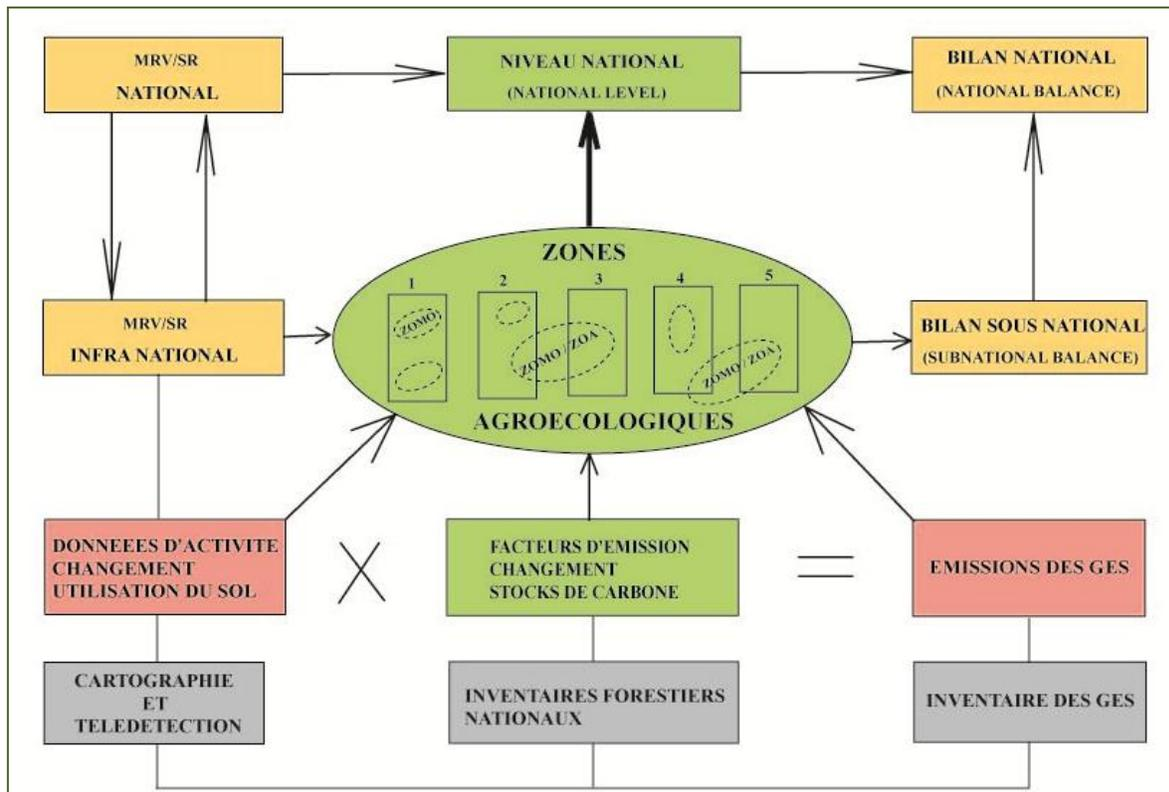 MRV/SR
NATIONAL
NIVEAU NATIONAL
(NATIONAL LEVEL)
BILAN NATIONAL
(NATIONAL BALANCE)
ZONES
1
2
3
4
5
ZOMO
ZOMO / ZOA
ZOMO / ZOA
AGROECOLOGIQUES
MRV/SR
INFRA NATIONAL
BILAN SOUS NATIONAL
(SUBNATIONAL BALANCE)
DONNEEES D'ACTIVITE
CHANGEMENT
UTILISATION DU SOL
FACTEURS D'EMISSION
CHANGEMENT
STOCKS DE CARBONE
EMISSIONS DES GES
CARTOGRAPHIE
ET
TELEDETECTION
INVENTAIRES FORESTIERS
NATIONAUX
INVENTAIRE DES GES